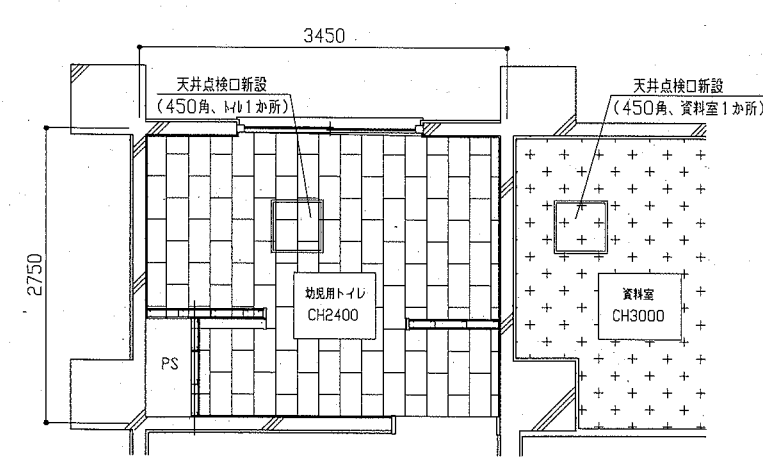 3450
天井点検口新設
(450角、トイレ1か所)
天井点検口新設
(450角、資料室1か所)
2750
幼児用トイレ
CH2400
資料室
CH3000
PS